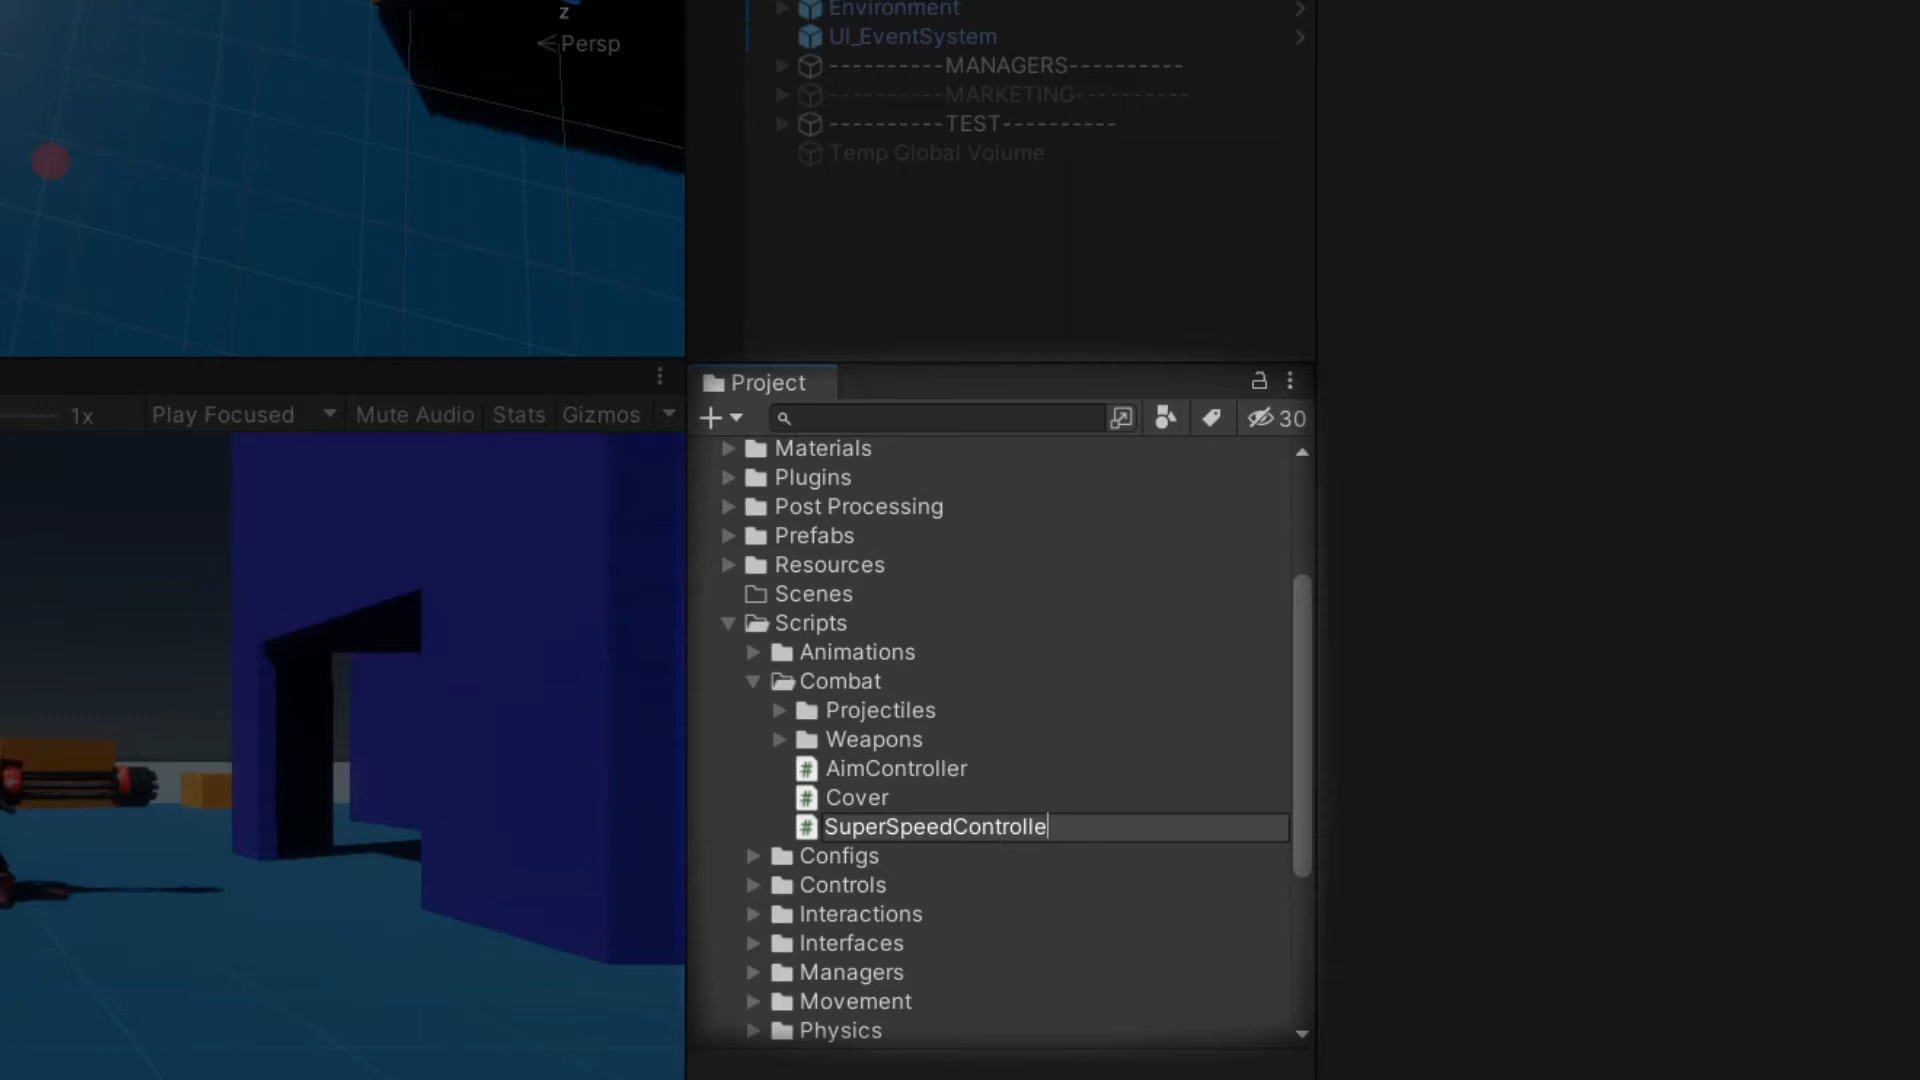 z
Persp
Environment
UI_EventSystem
----------MANAGERS----------
----------MARKETING----------
----------TEST----------
Temp Global Volume
1x
Play Focused
Mute Audio
Stats
Gizmos
Project
30
Materials
Plugins
Post Processing
Prefabs
Resources
Scenes
Scripts
Animations
Combat
Projectiles
Weapons
# AimController
# Cover
# SuperSpeedControlle
Configs
Controls
Interactions
Interfaces
Managers
Movement
Physics